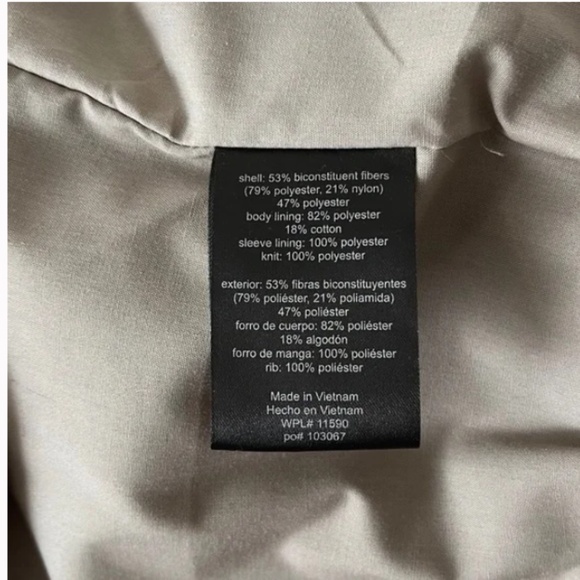 shell: 53% biconstituent fibers
(79% polyester, 21% nylon)
47% polyester
body lining: 82% polyester
18% cotton
sleeve lining: 100% polyester
knit: 100% polyester
exterior: 53% fibras biconstituyentes
(79% poliéster, 21% poliamida)
47% poliéster
forro de cuerpo: 82% poliéster
18% algodón
forro de manga: 100% poliéster
rib: 100% poliéster
Made in Vietnam
Hecho en Vietnam
WPL# 11590
po# 103067